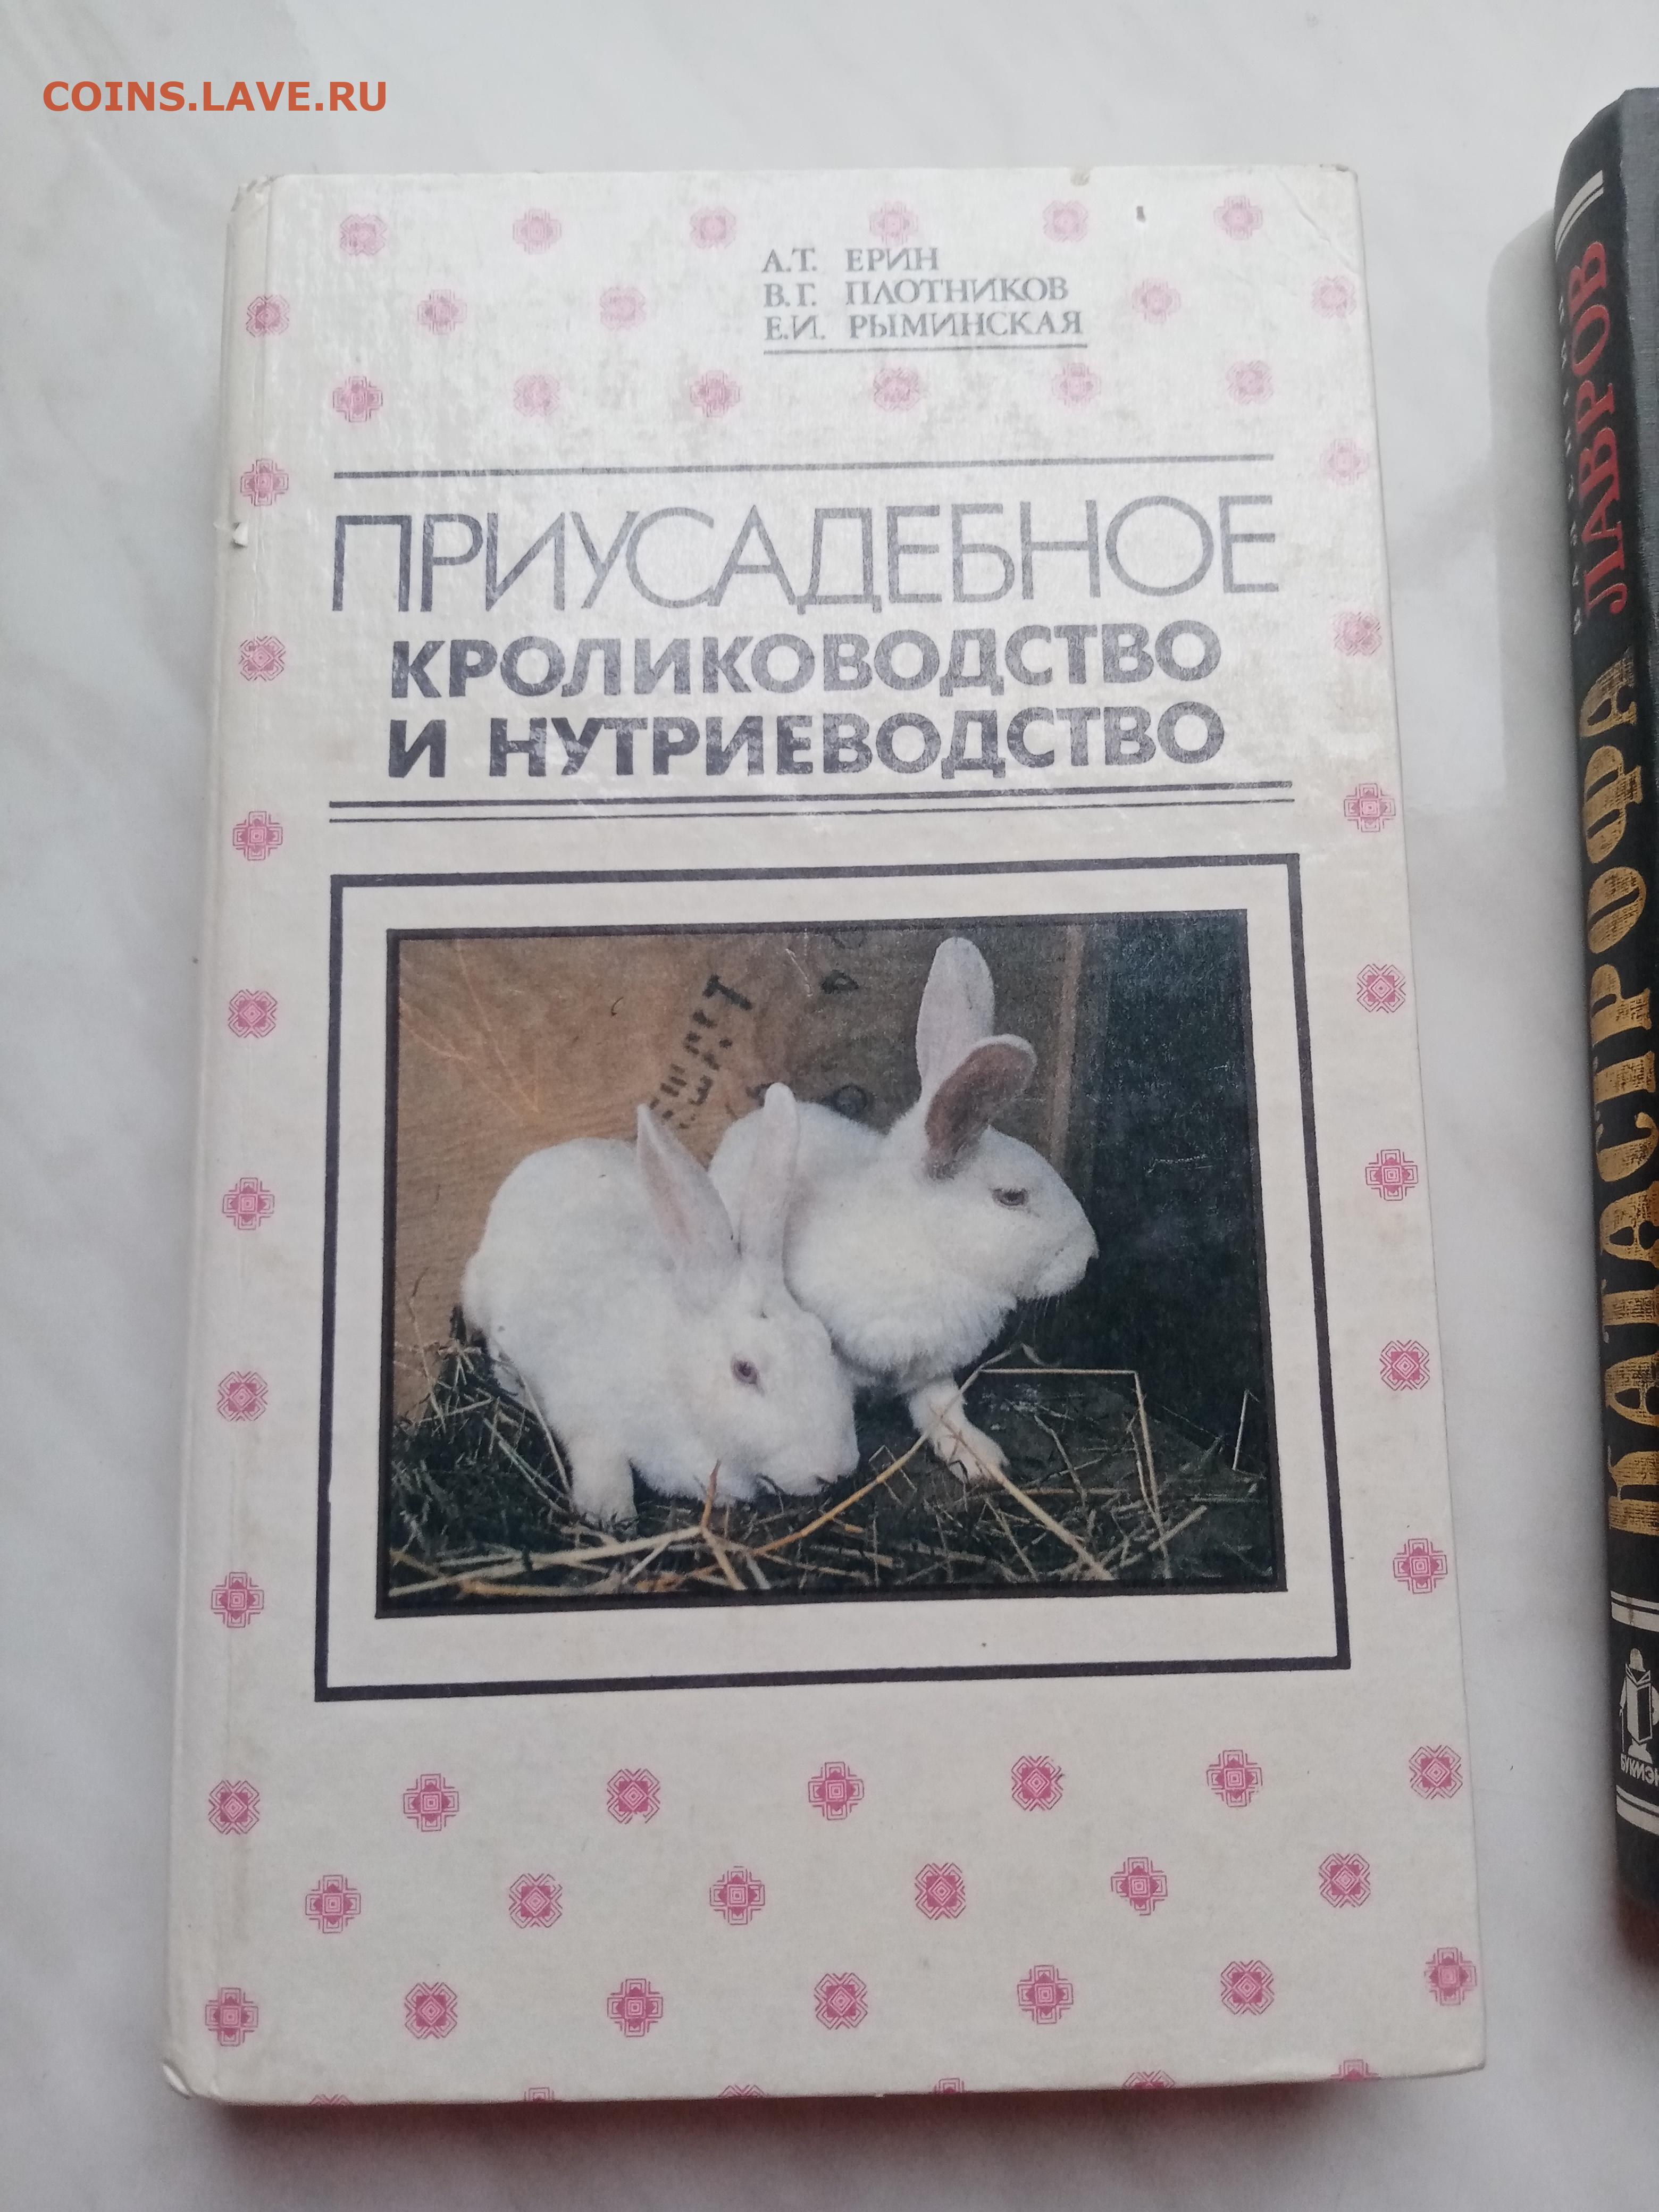 COINS.LAVE.RU
А.Т. ЕРИН
В.Г. ПЛОТНИКОВ
Е.И. РЫМИНСКАЯ
ПРИУСАДЕБНОЕ
КРОЛИКОВОДСТВО
И НУТРИЕВОДСТВО
ЛАВРОВ
КАТАСТРОФА